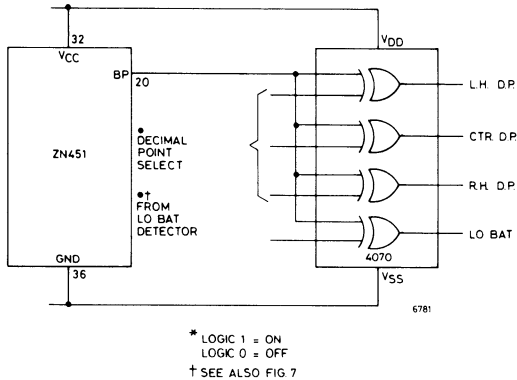 32
VCC
BP
20
ZN451
• DECIMAL
POINT
SELECT
•† FROM
LO BAT
DETECTOR
GND
36
VDD
L.H. D.P.
CTR. D.P.
R.H. D.P.
LO BAT
4070
VSS
6781
* LOGIC 1 = ON
LOGIC 0 = OFF
† SEE ALSO FIG. 7